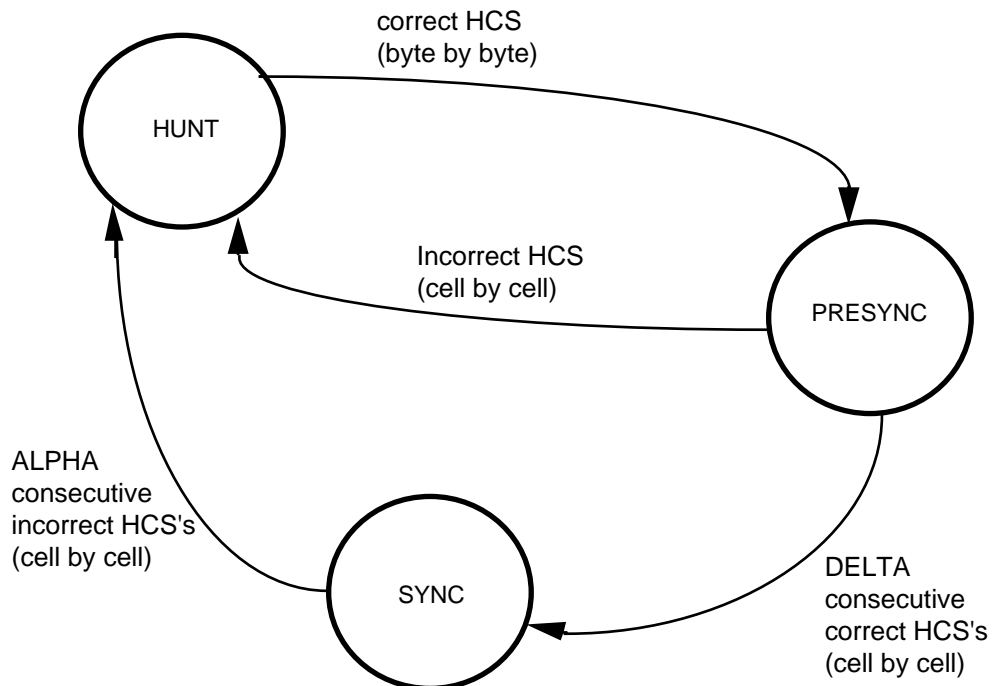 correct HCS
(byte by byte)
HUNT
Incorrect HCS
(cell by cell)
PRESYNC
ALPHA
consecutive
incorrect HCS's
(cell by cell)
SYNC
DELTA
consecutive
correct HCS's
(cell by cell)